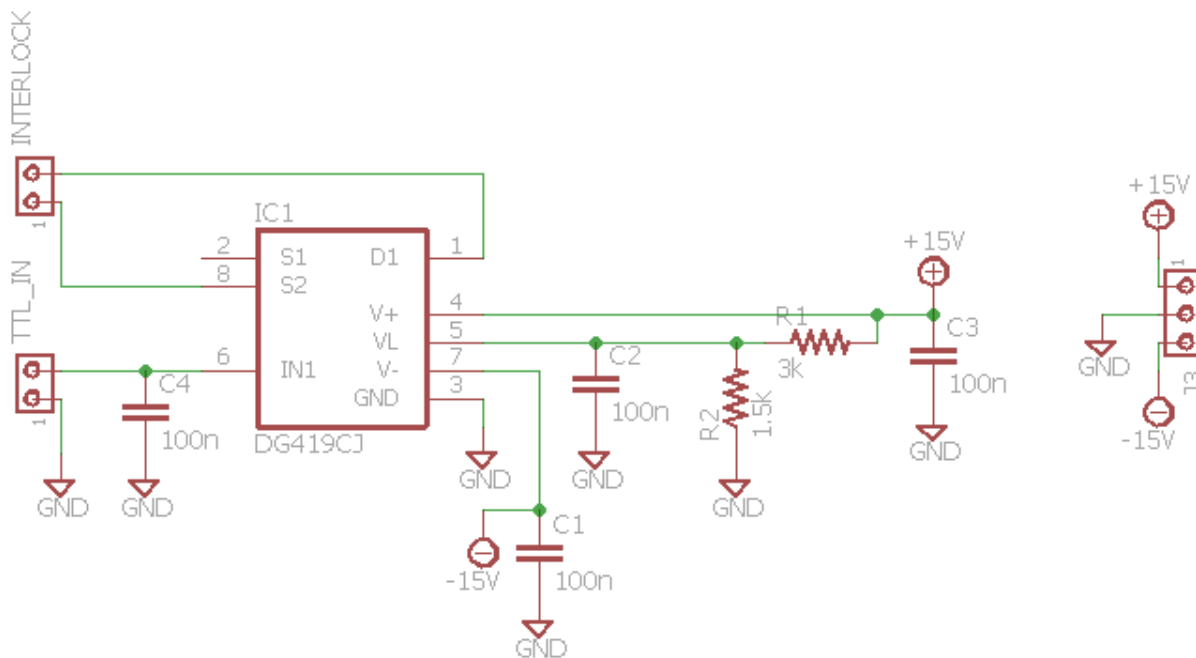 INTERLOCK
1
TTL_IN
1
IC1
2
S1
D1
1
8
S2
V+
4
VL
5
6
IN1
V-
7
GND
3
DG419CJ
C4
100n
GND
GND
GND
-15V
C1
100n
GND
C2
100n
GND
R1
3k
R2
1.5k
GND
+15V
C3
100n
GND
+15V
1
GND
-15V